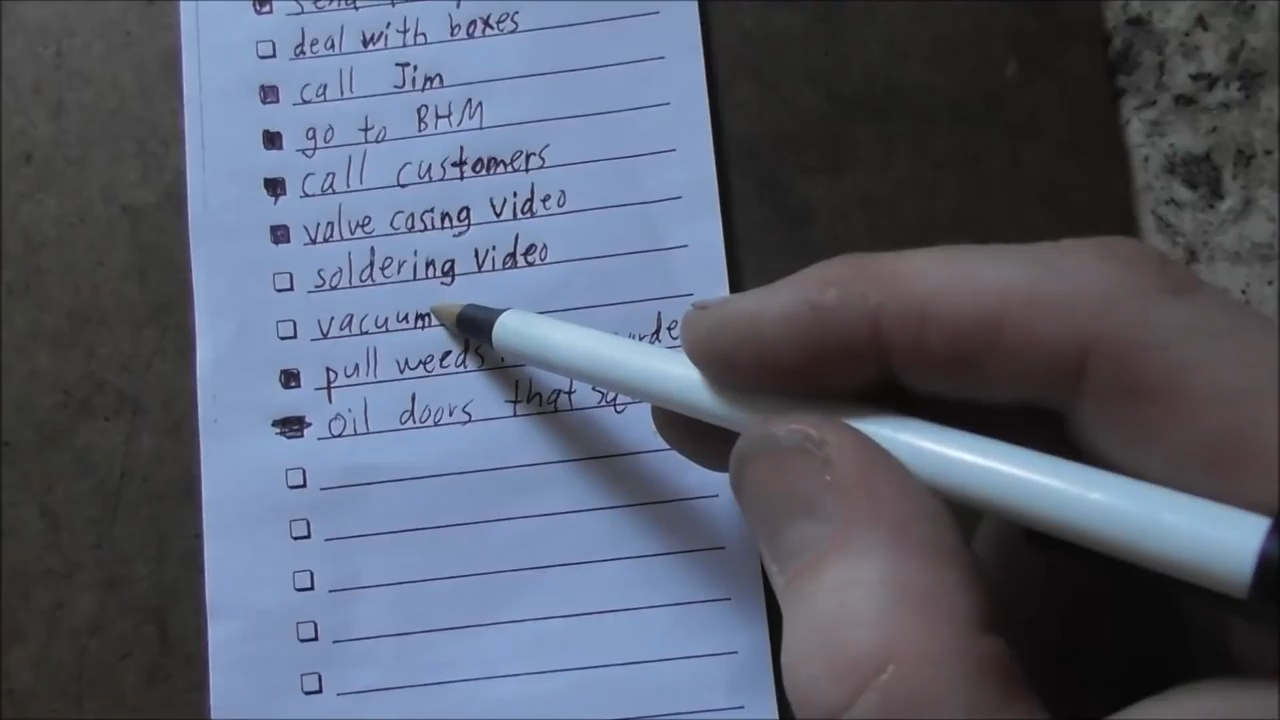 send
deal with boxes
call Jim
go to BHM
call customers
valve casing video
soldering video
vacuum
pull weeds
oil doors that